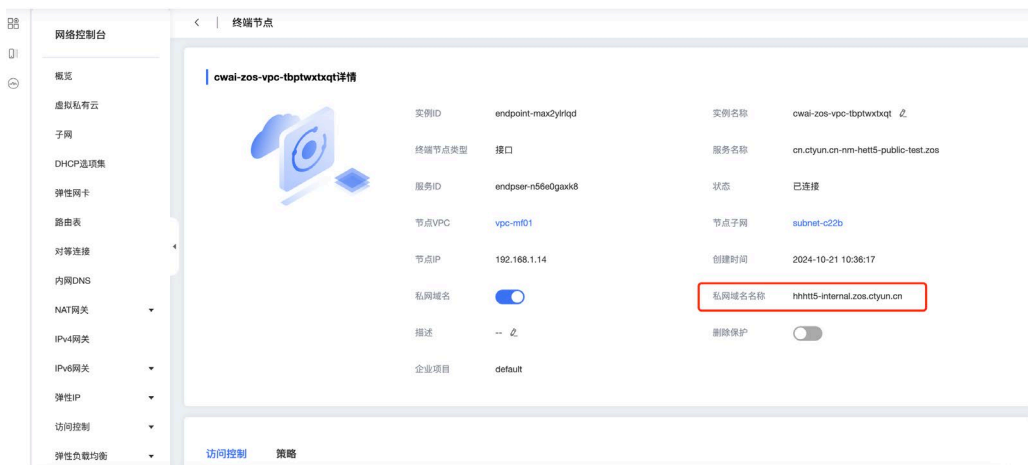 终端节点
网络控制台
概览
虚拟私有云
子网
DHCP选项集
弹性网卡
路由表
对等连接
内网DNS
NAT网关
IPv4网关
IPv6网关
弹性IP
访问控制
弹性负载均衡
cwai-zos-vpc-tbptwxtxqt详情
实例ID endpoint-max2ylrlqd 实例名称 cwai-zos-vpc-tbptwxtxqt
终端节点类型 接口 服务名称 cn.ctyun.cn-nm-hett5-public-test.zos
服务ID endpser-n56e0gaxk8 状态 已连接
节点VPC vpc-mf01 节点子网 subnet-c22b
节点IP 192.168.1.14 创建时间 2024-10-21 10:36:17
私网域名 私网域名名称 hhhtt5-internal.zos.ctyun.cn
描述 -- 删除保护
企业项目 default
访问控制 策略